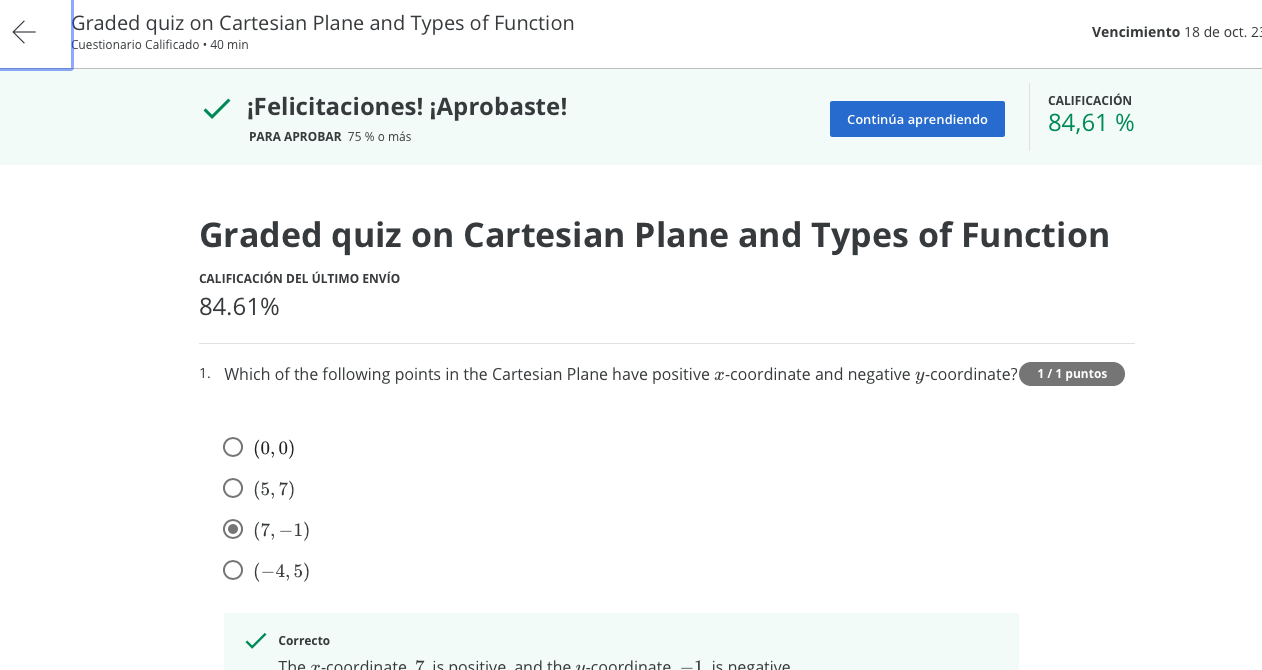 Graded quiz on Cartesian Plane and Types of Function
Cuestionario Calificado • 40 min
Vencimiento 18 de oct. 23
¡Felicitaciones! ¡Aprobaste!
PARA APROBAR 75 % o más
Continúa aprendiendo
CALIFICACIÓN
84,61 %
Graded quiz on Cartesian Plane and Types of Function
CALIFICACIÓN DEL ÚLTIMO ENVÍO
84.61%
1. Which of the following points in the Cartesian Plane have positive x-coordinate and negative y-coordinate? 1 / 1 puntos
(0, 0)
(5, 7)
(7, −1)
(−4, 5)
Correcto
The x-coordinate, 7, is positive, and the y-coordinate, −1, is negative.